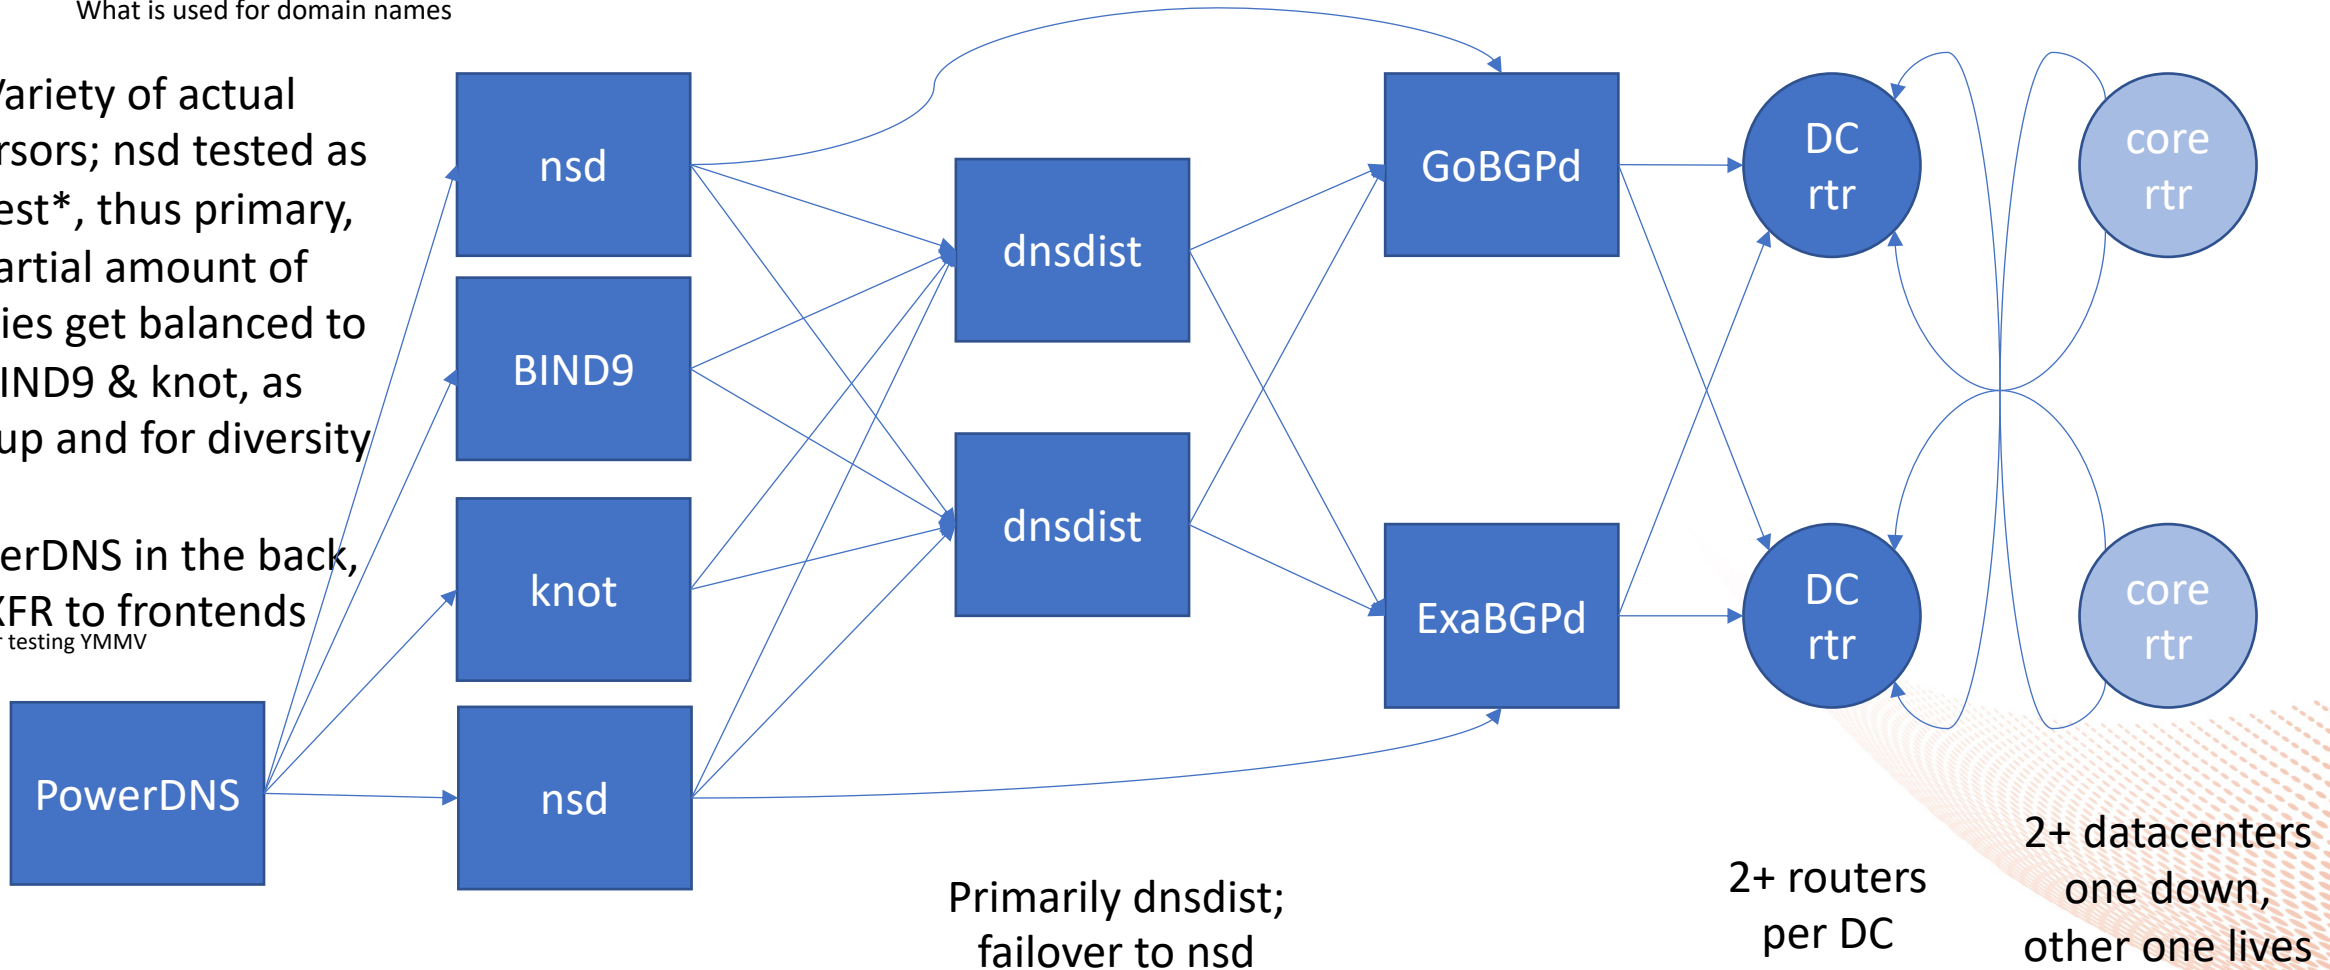 What is used for domain names
Variety of actual
rsors; nsd tested as
est*, thus primary,
artial amount of
ies get balanced to
IND9 & knot, as
up and for diversity
erDNS in the back,
XFR to frontends
r testing YMMV
PowerDNS
nsd
BIND9
knot
nsd
dnsdist
dnsdist
Primarily dnsdist;
failover to nsd
GoBGPd
ExaBGPd
DC
rtr
DC
rtr
2+ routers
per DC
core
rtr
core
rtr
2+ datacenters
one down,
other one lives